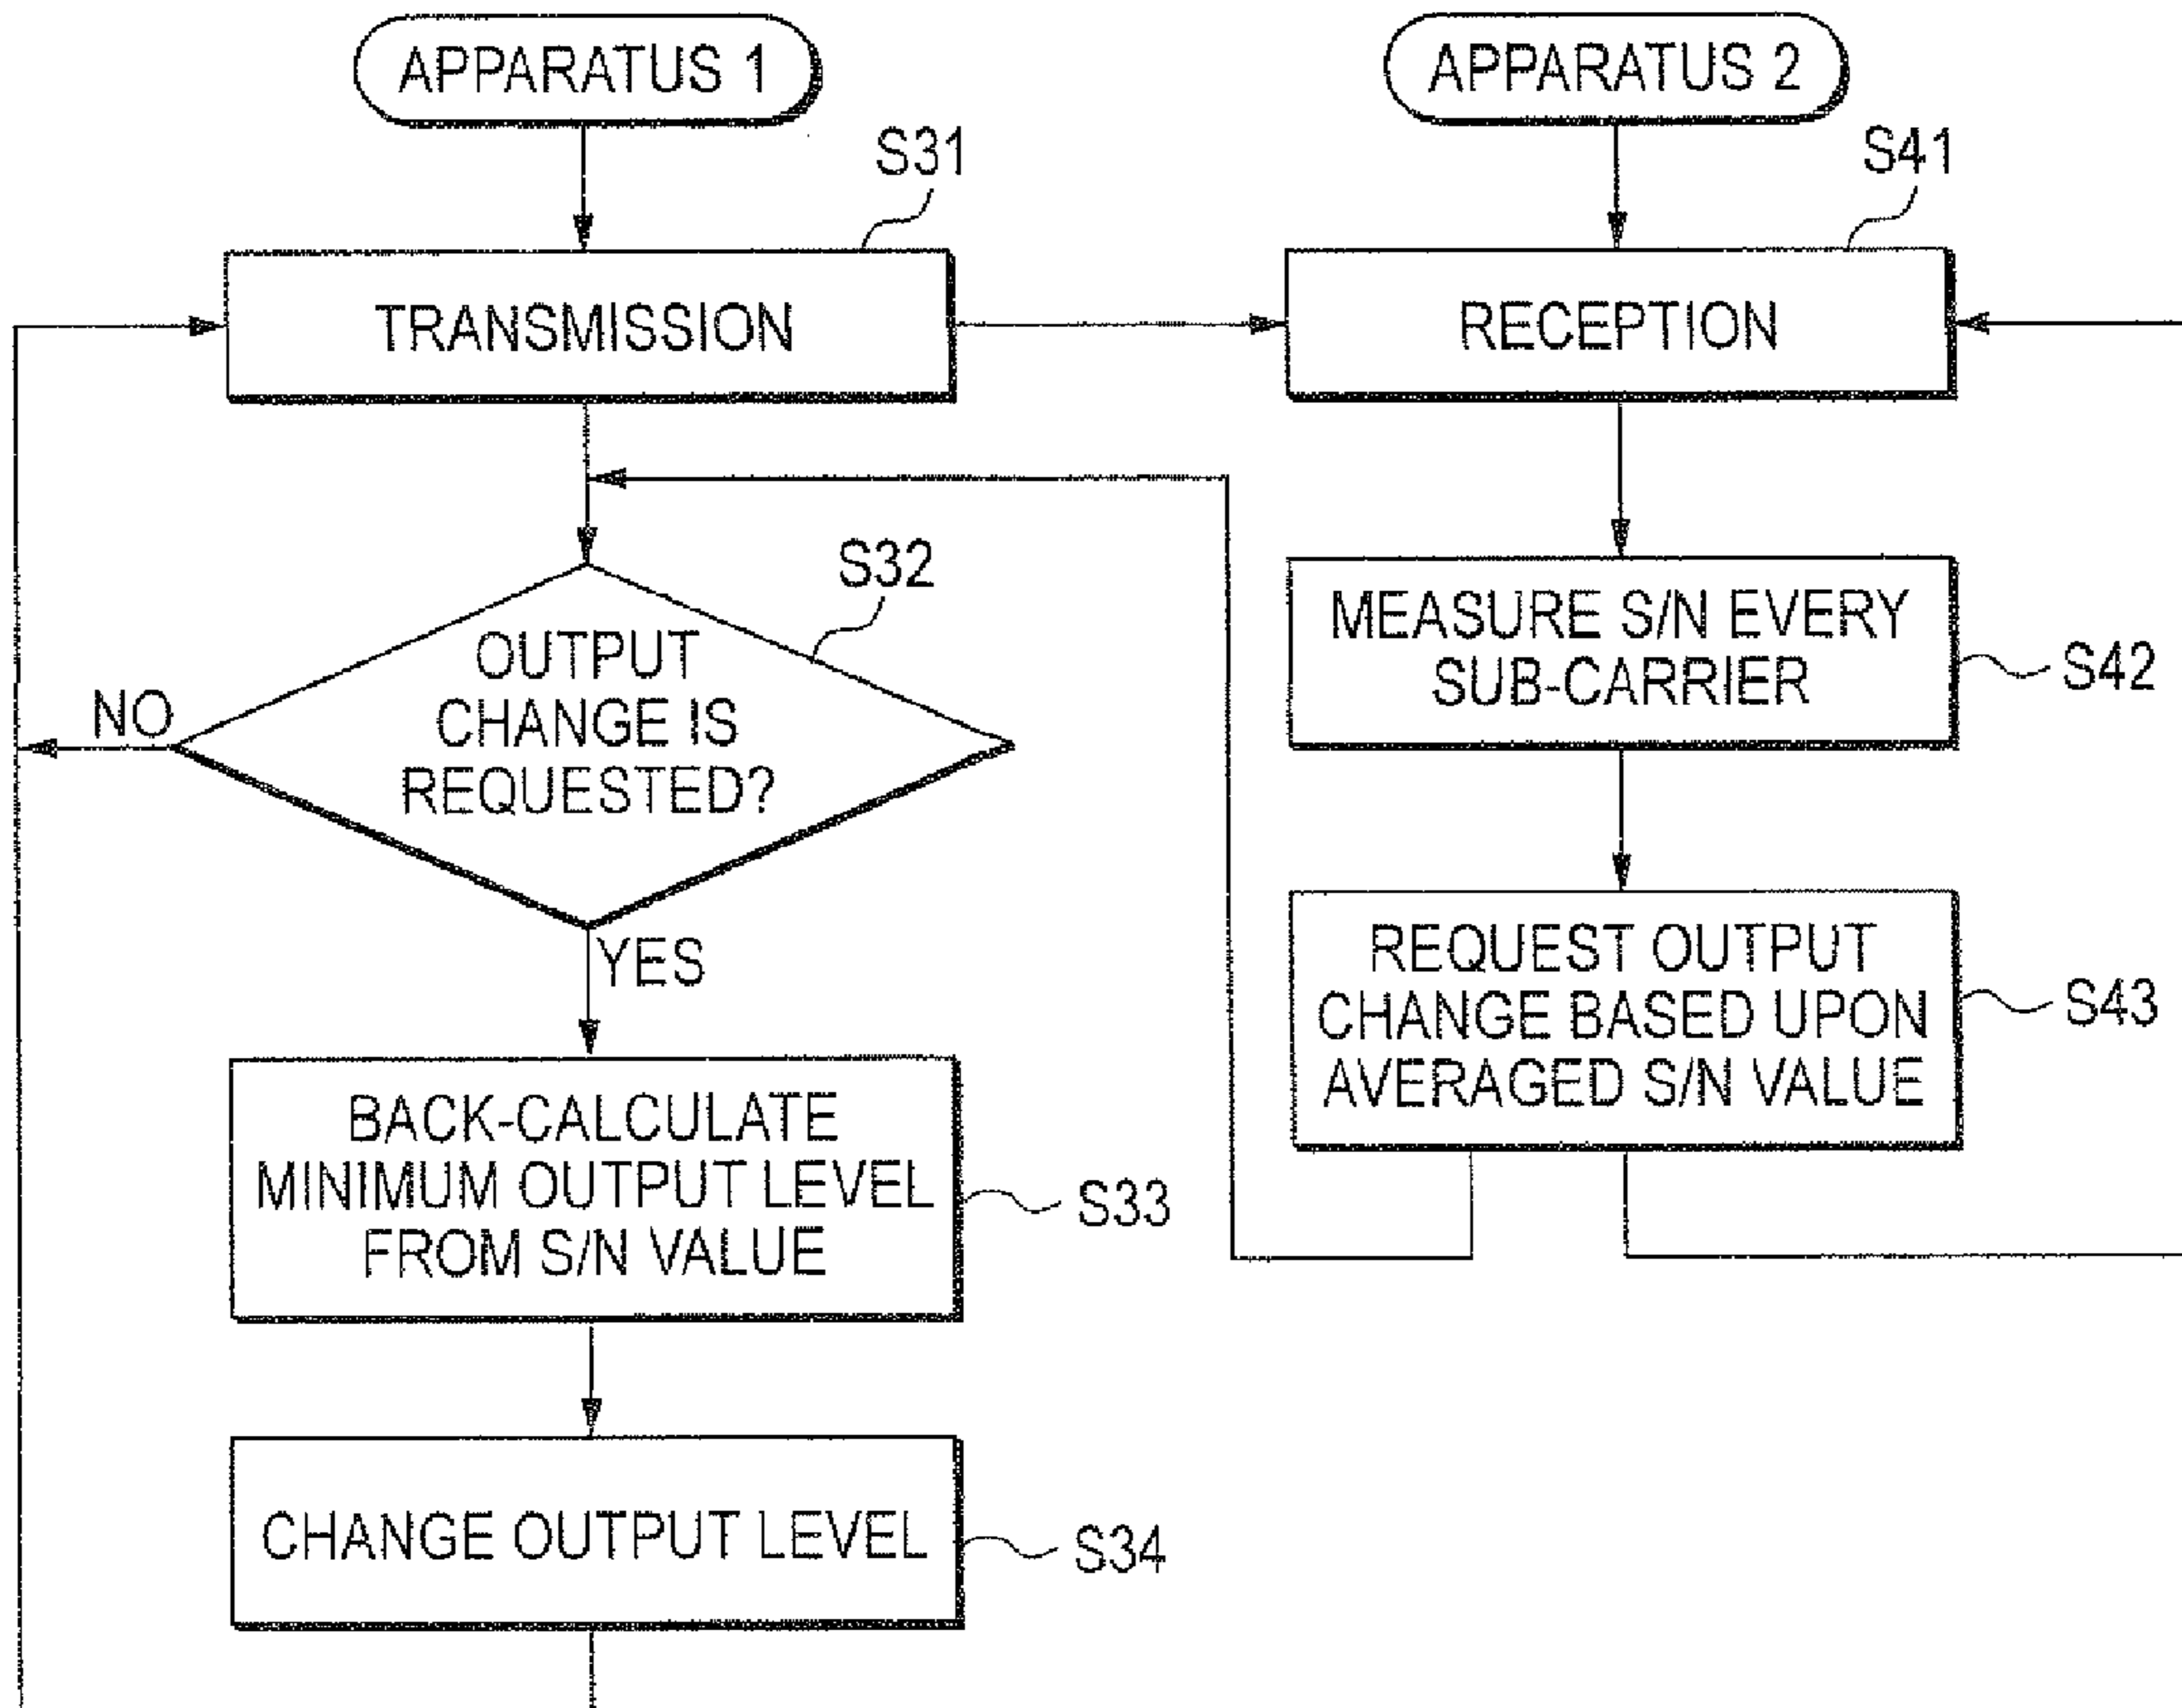 APPARATUS 1
S31
TRANSMISSION
S32
OUTPUT
CHANGE IS
REQUESTED?
NO
YES
BACK-CALCULATE
MINIMUM OUTPUT LEVEL
FROM S/N VALUE
S33
CHANGE OUTPUT LEVEL
S34
APPARATUS 2
S41
RECEPTION
MEASURE S/N EVERY
SUB-CARRIER
S42
REQUEST OUTPUT
CHANGE BASED UPON
AVERAGED S/N VALUE
S43